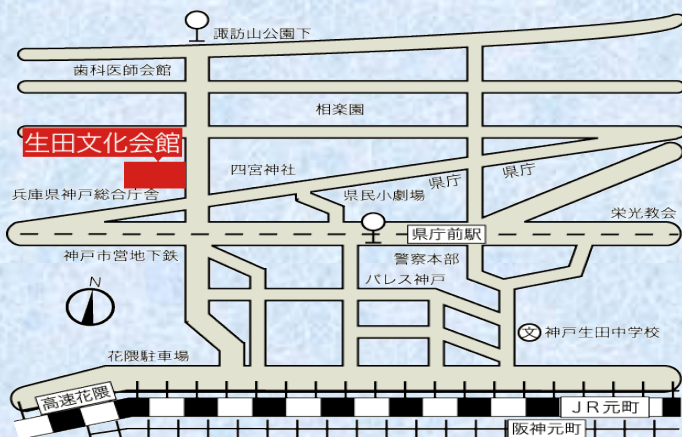 諏訪山公園下
歯科医師会館
相楽園
生田文化会館
四宮神社
県庁
県庁
兵庫県神戸総合庁舎
県民小劇場
栄光教会
県庁前駅
神戸市営地下鉄
警察本部
パレス神戸
N
文
神戸生田中学校
花隈駐車場
高速花隈
JR元町
阪神元町